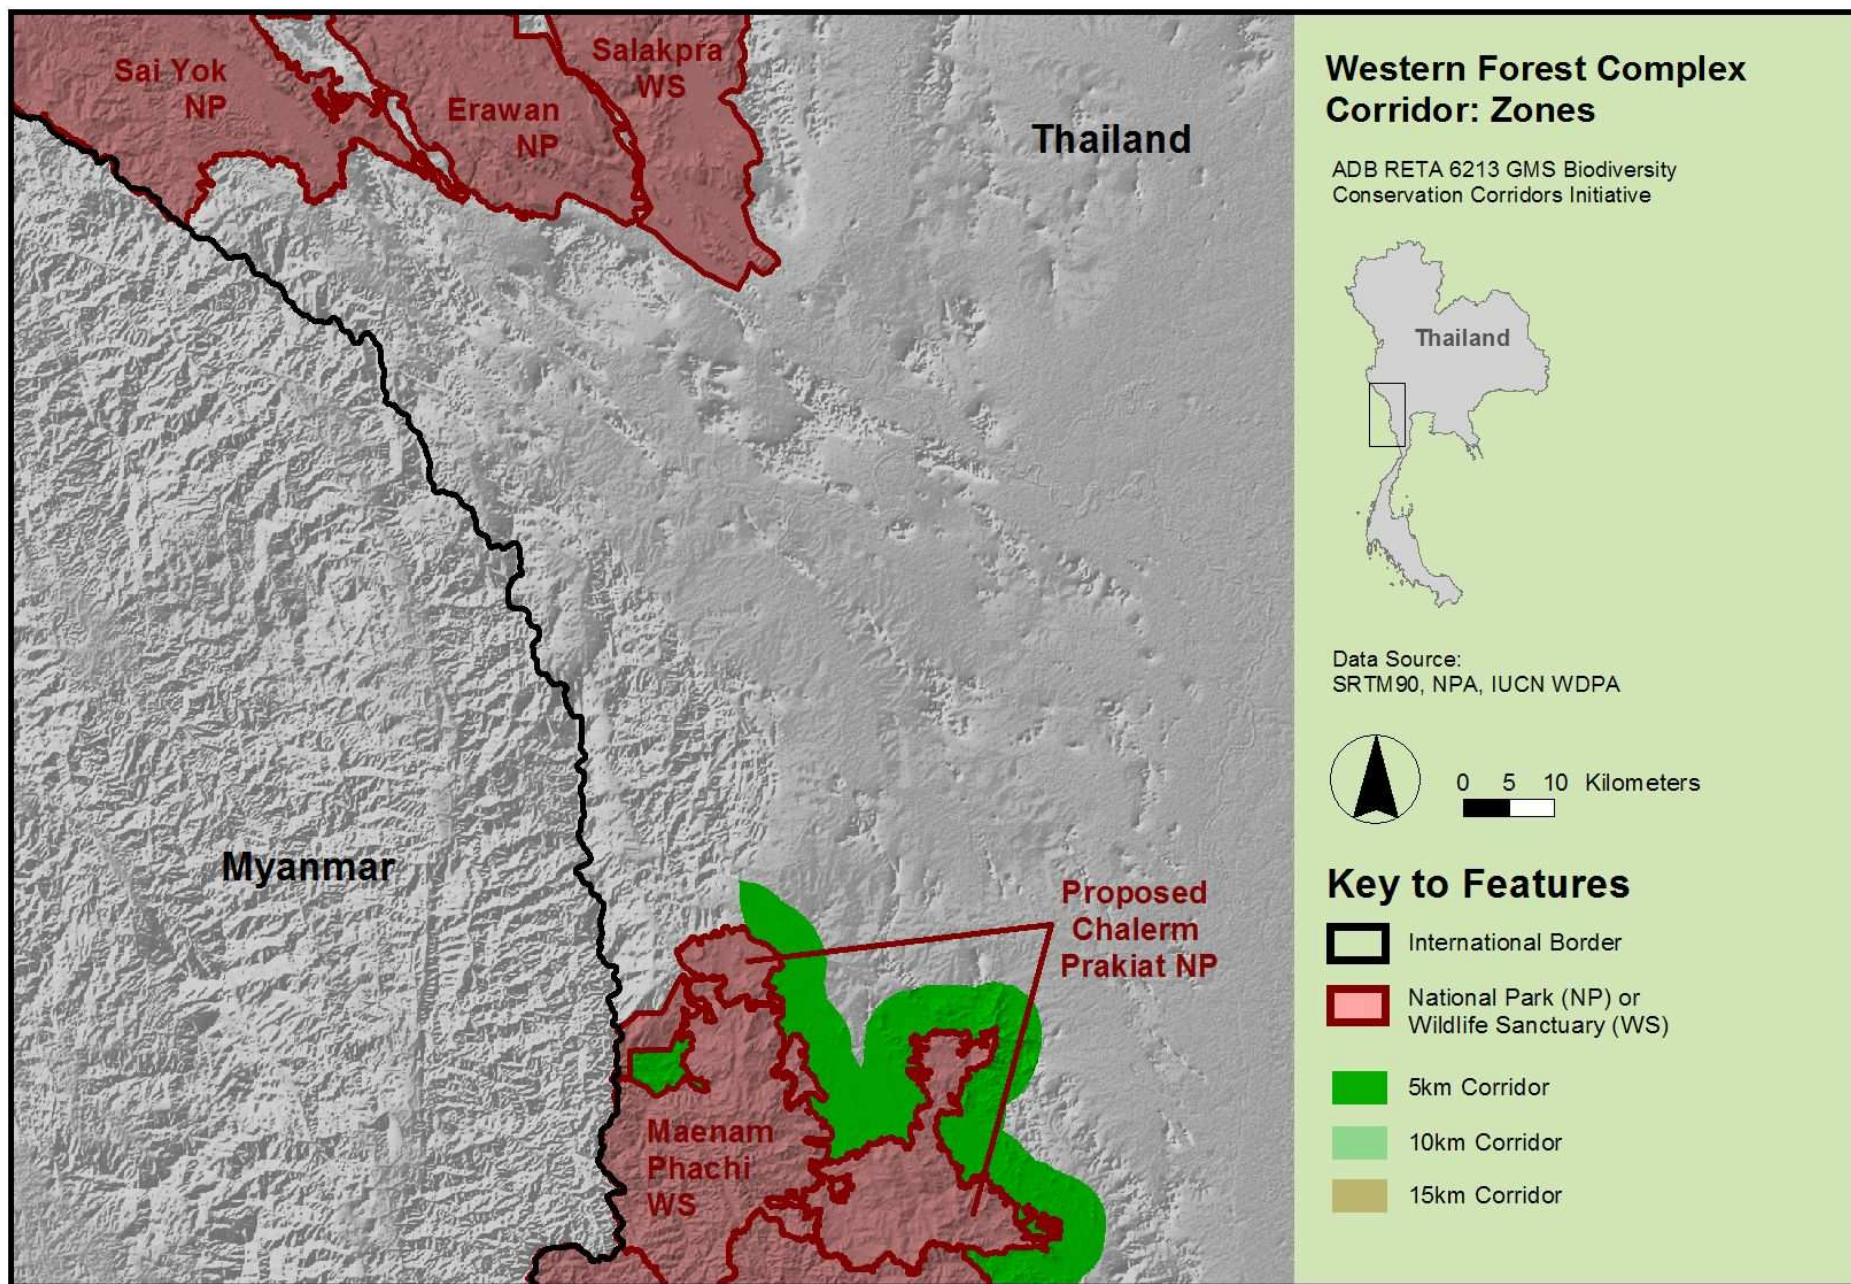 Sai Yok
NP
Erawan
NP
Salakpra
WS
Thailand
Myanmar
Proposed
Chalerm
Prakiat NP
Maenam
Phachi
WS
Western Forest Complex
Corridor: Zones
ADB RETA 6213 GMS Biodiversity
Conservation Corridors Initiative
Thailand
Data Source:
SRTM90, NPA, IUCN WDPA
0 5 10 Kilometers
Key to Features
International Border
National Park (NP) or
Wildlife Sanctuary (WS)
5km Corridor
10km Corridor
15km Corridor